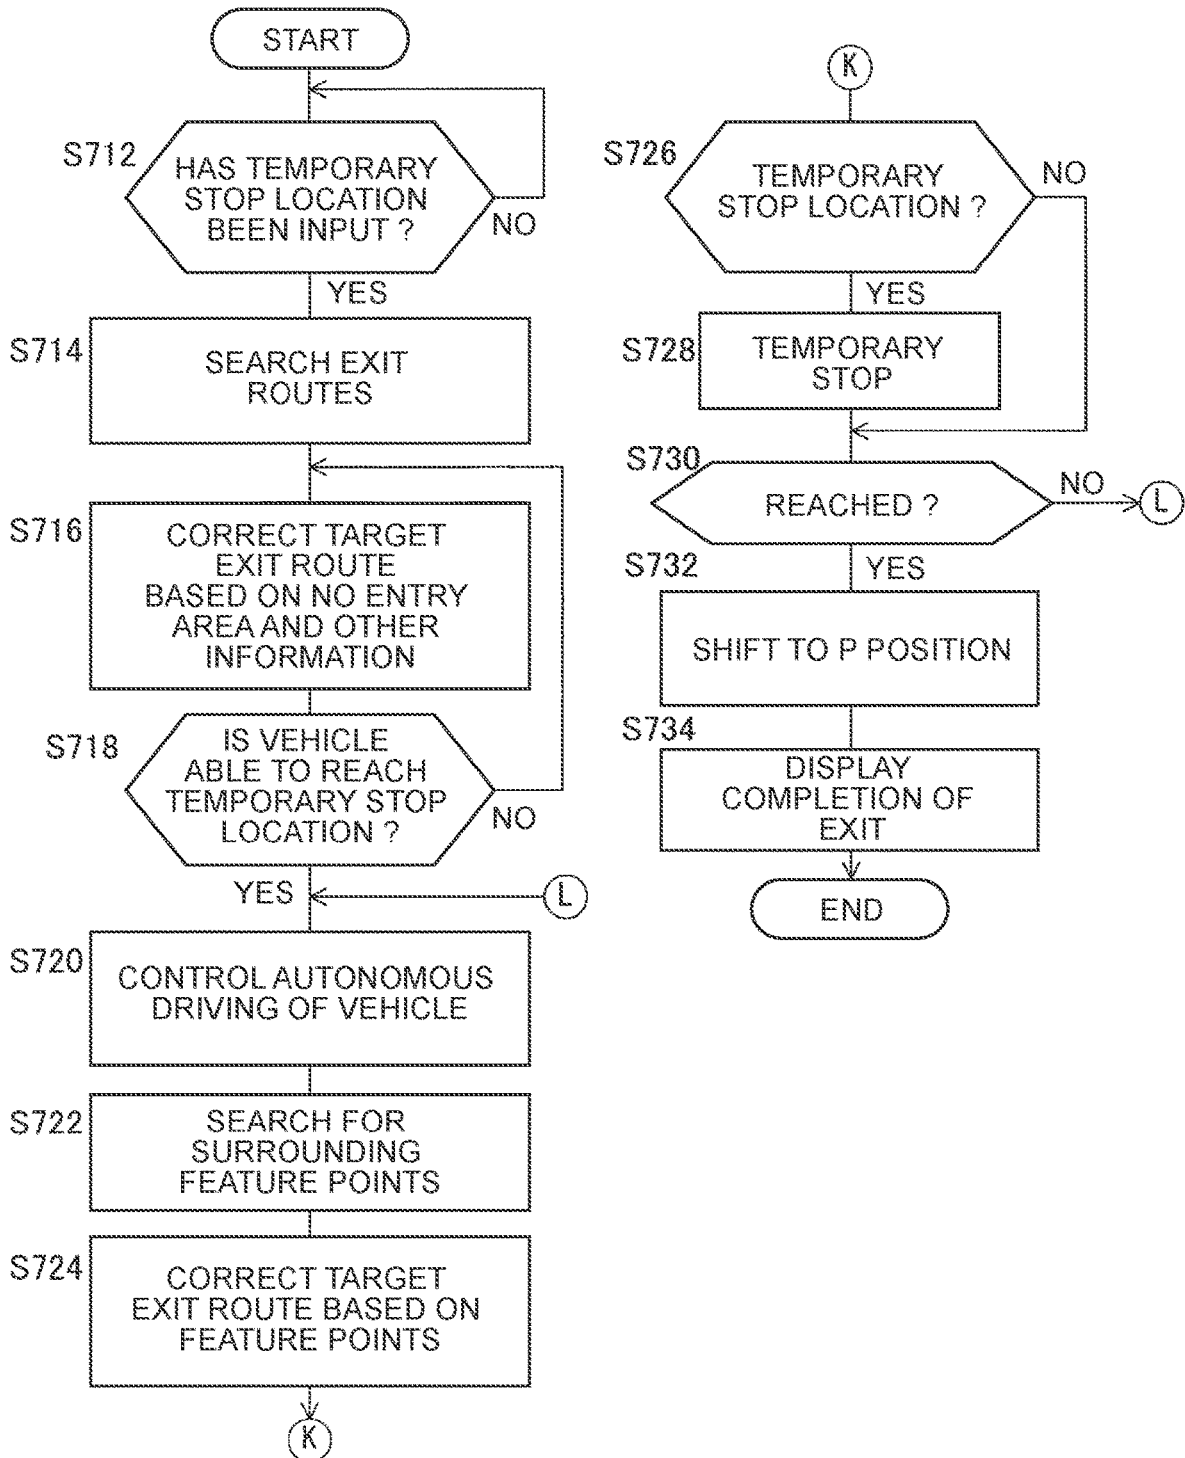 START
S712
HAS TEMPORARY
STOP LOCATION
BEEN INPUT ?
NO
YES
S714
SEARCH EXIT
ROUTES
S716
CORRECT TARGET
EXIT ROUTE
BASED ON NO ENTRY
AREA AND OTHER
INFORMATION
S718
IS VEHICLE
ABLE TO REACH
TEMPORARY STOP
LOCATION ?
NO
YES
L
S720
CONTROL AUTONOMOUS
DRIVING OF VEHICLE
S722
SEARCH FOR
SURROUNDING
FEATURE POINTS
S724
CORRECT TARGET
EXIT ROUTE BASED ON
FEATURE POINTS
K
K
S726
TEMPORARY
STOP LOCATION ?
NO
YES
S728
TEMPORARY
STOP
S730
REACHED ?
NO
L
YES
S732
SHIFT TO P POSITION
S734
DISPLAY
COMPLETION OF
EXIT
END